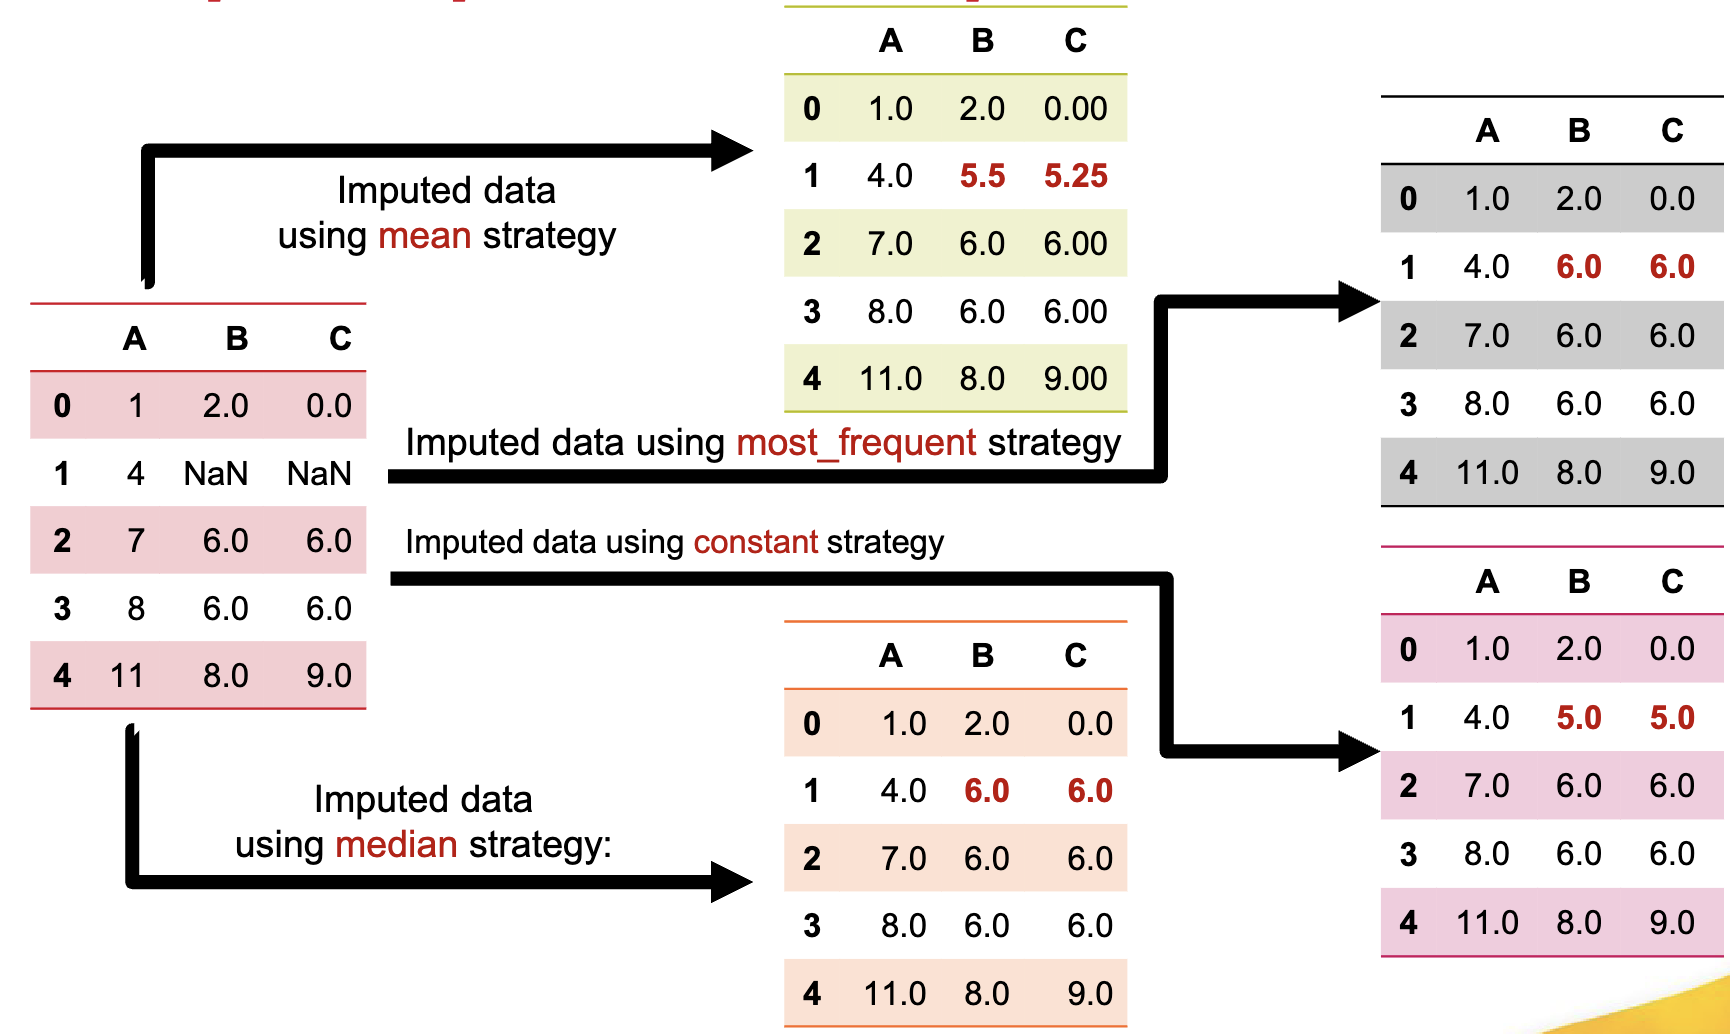 A B C
0 1 2.0 0.0
1 4 NaN NaN
2 7 6.0 6.0
3 8 6.0 6.0
4 11 8.0 9.0
Imputed data
using mean strategy
A B C
0 1.0 2.0 0.00
1 4.0 5.5 5.25
2 7.0 6.0 6.00
3 8.0 6.0 6.00
4 11.0 8.0 9.00
Imputed data using most_frequent strategy
A B C
0 1.0 2.0 0.0
1 4.0 6.0 6.0
2 7.0 6.0 6.0
3 8.0 6.0 6.0
4 11.0 8.0 9.0
Imputed data using constant strategy
A B C
0 1.0 2.0 0.0
1 4.0 5.0 5.0
2 7.0 6.0 6.0
3 8.0 6.0 6.0
4 11.0 8.0 9.0
Imputed data
using median strategy:
A B C
0 1.0 2.0 0.0
1 4.0 6.0 6.0
2 7.0 6.0 6.0
3 8.0 6.0 6.0
4 11.0 8.0 9.0